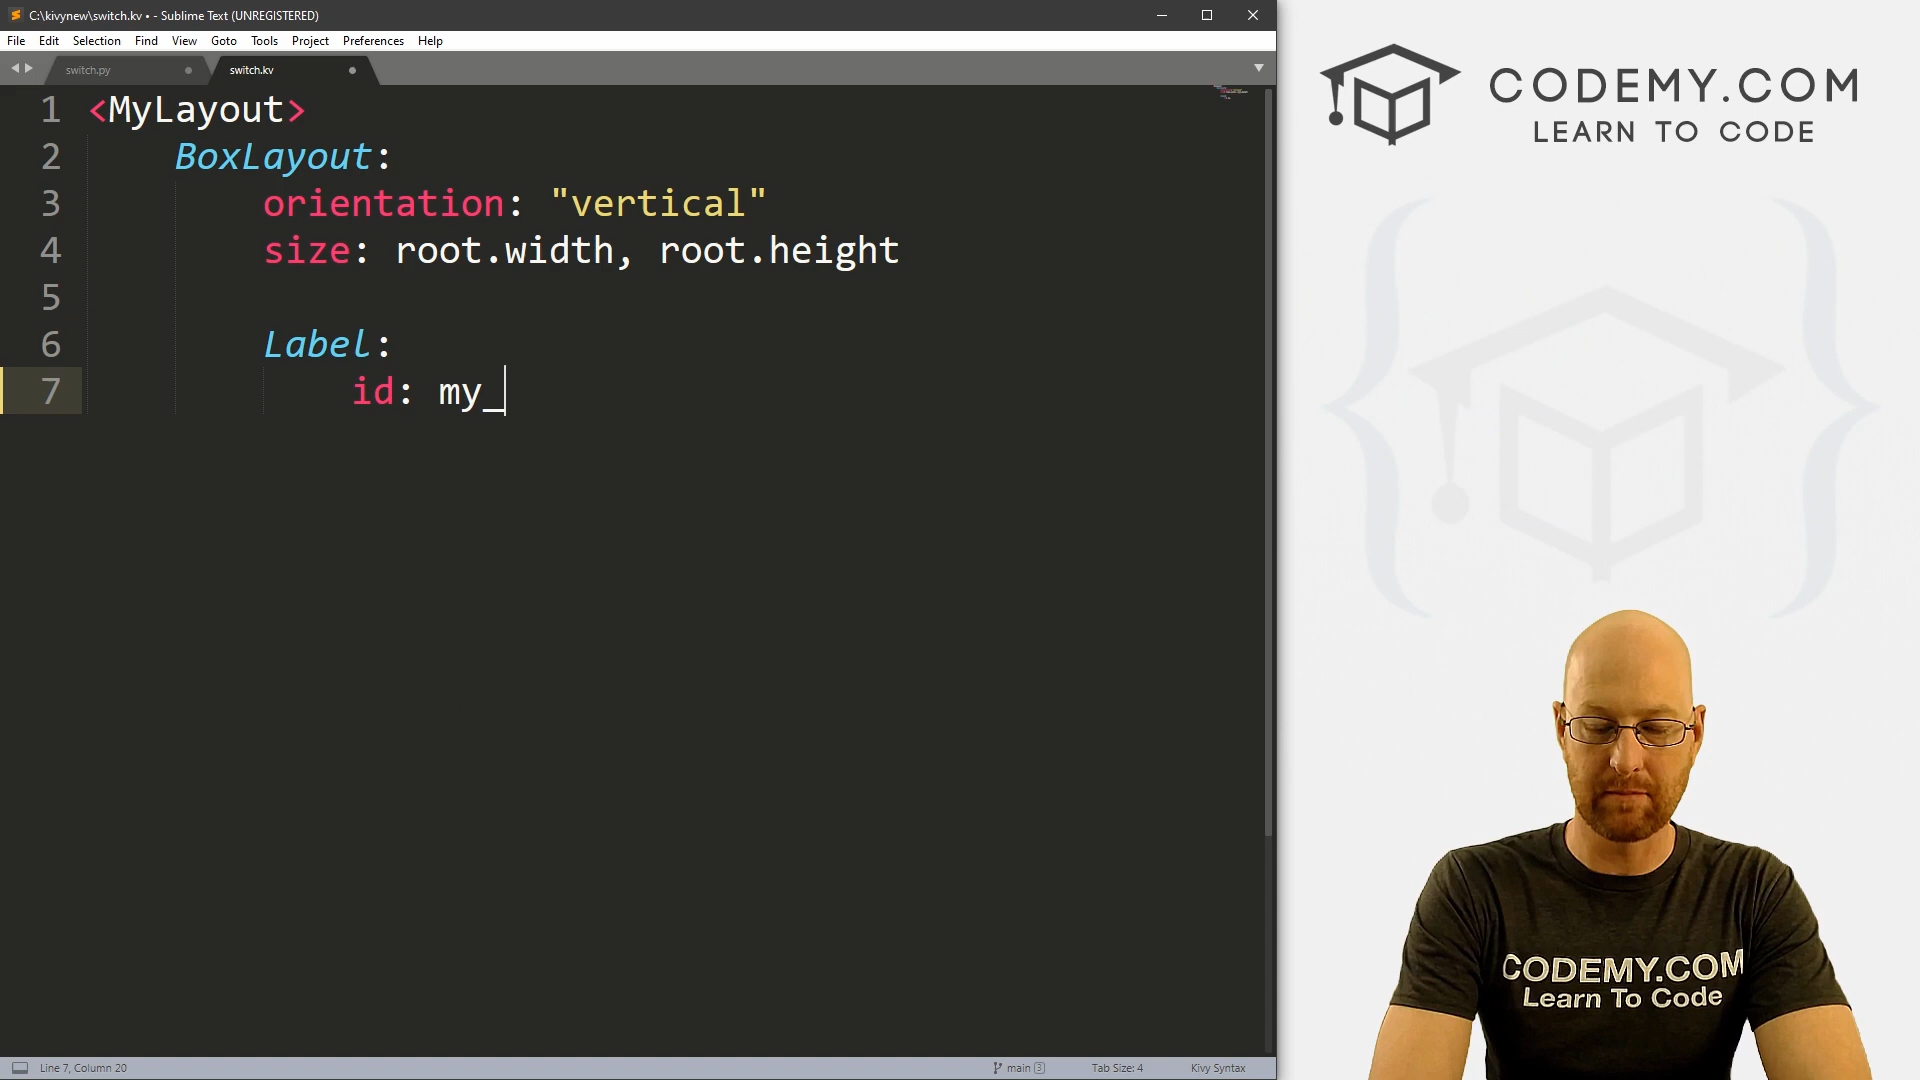 C:\kivynew\switch.kv • - Sublime Text (UNREGISTERED)
File Edit Selection Find View Goto Tools Project Preferences Help
switch.py switch.kv
1 <MyLayout>
2 BoxLayout:
3 orientation: "vertical"
4 size: root.width, root.height
5
6 Label:
7 id: my_
Line 7, Column 20 main 3 Tab Size: 4 Kivy Syntax
CODEMY.COM
LEARN TO CODE
CODEMY.COM
Learn To Code